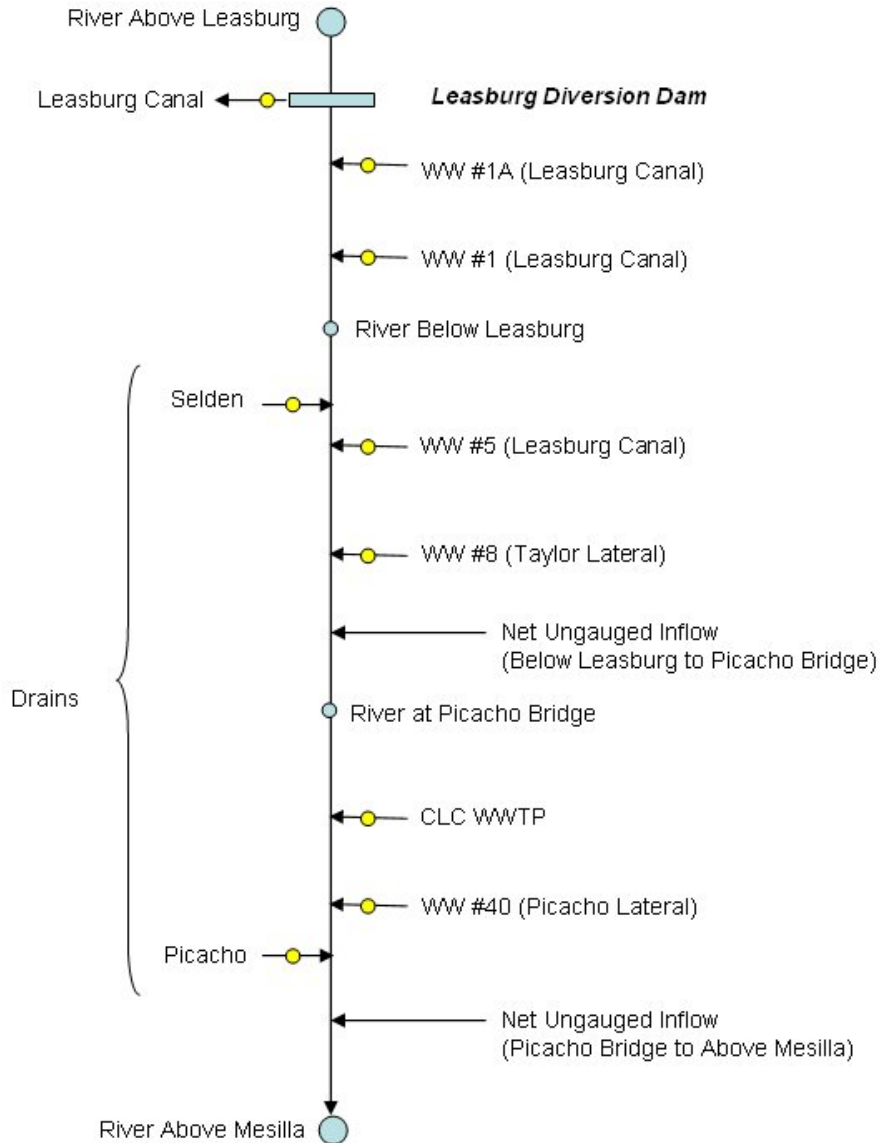 River Above Leasburg
Leasburg Canal
Leasburg Diversion Dam
WW #1A (Leasburg Canal)
WW #1 (Leasburg Canal)
River Below Leasburg
Selden
WW #5 (Leasburg Canal)
WW #8 (Taylor Lateral)
Net Ungauged Inflow
(Below Leasburg to Picacho Bridge)
Drains
River at Picacho Bridge
CLC WWTP
WW #40 (Picacho Lateral)
Picacho
Net Ungauged Inflow
(Picacho Bridge to Above Mesilla)
River Above Mesilla